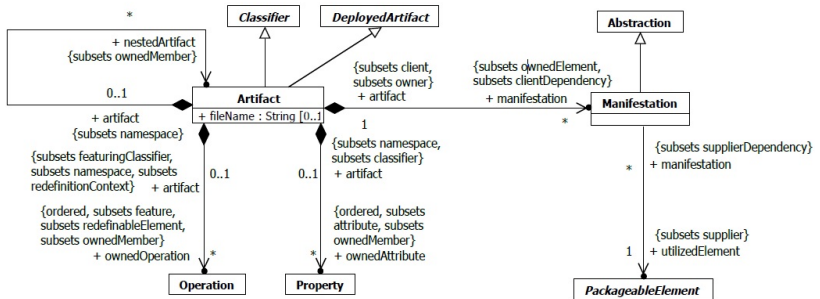 Classifier
DeployedArtifact
Abstraction
*
+ nestedArtifact
{subsets ownedMember}
0..1
+ artifact
{subsets namespace}
Artifact
+ fileName : String [0..1
{subsets client,
subsets owner}
+ artifact
1
{subsets ownedElement,
subsets clientDependency}
+ manifestation
*
Manifestation
{subsets featuringClassifier,
subsets namespace, subsets
redefinitionContext} + artifact
0..1
{ordered, subsets feature,
subsets redefinableElement,
subsets ownedMember}
+ ownedOperation
*
Operation
0..1
{subsets namespace,
subsets classifier}
+ artifact
{ordered, subsets
attribute, subsets
ownedMember}
+ ownedAttribute
*
Property
{subsets supplierDependency}
+ manifestation
*
{subsets supplier}
+ utilizedElement
1
PackageableElement